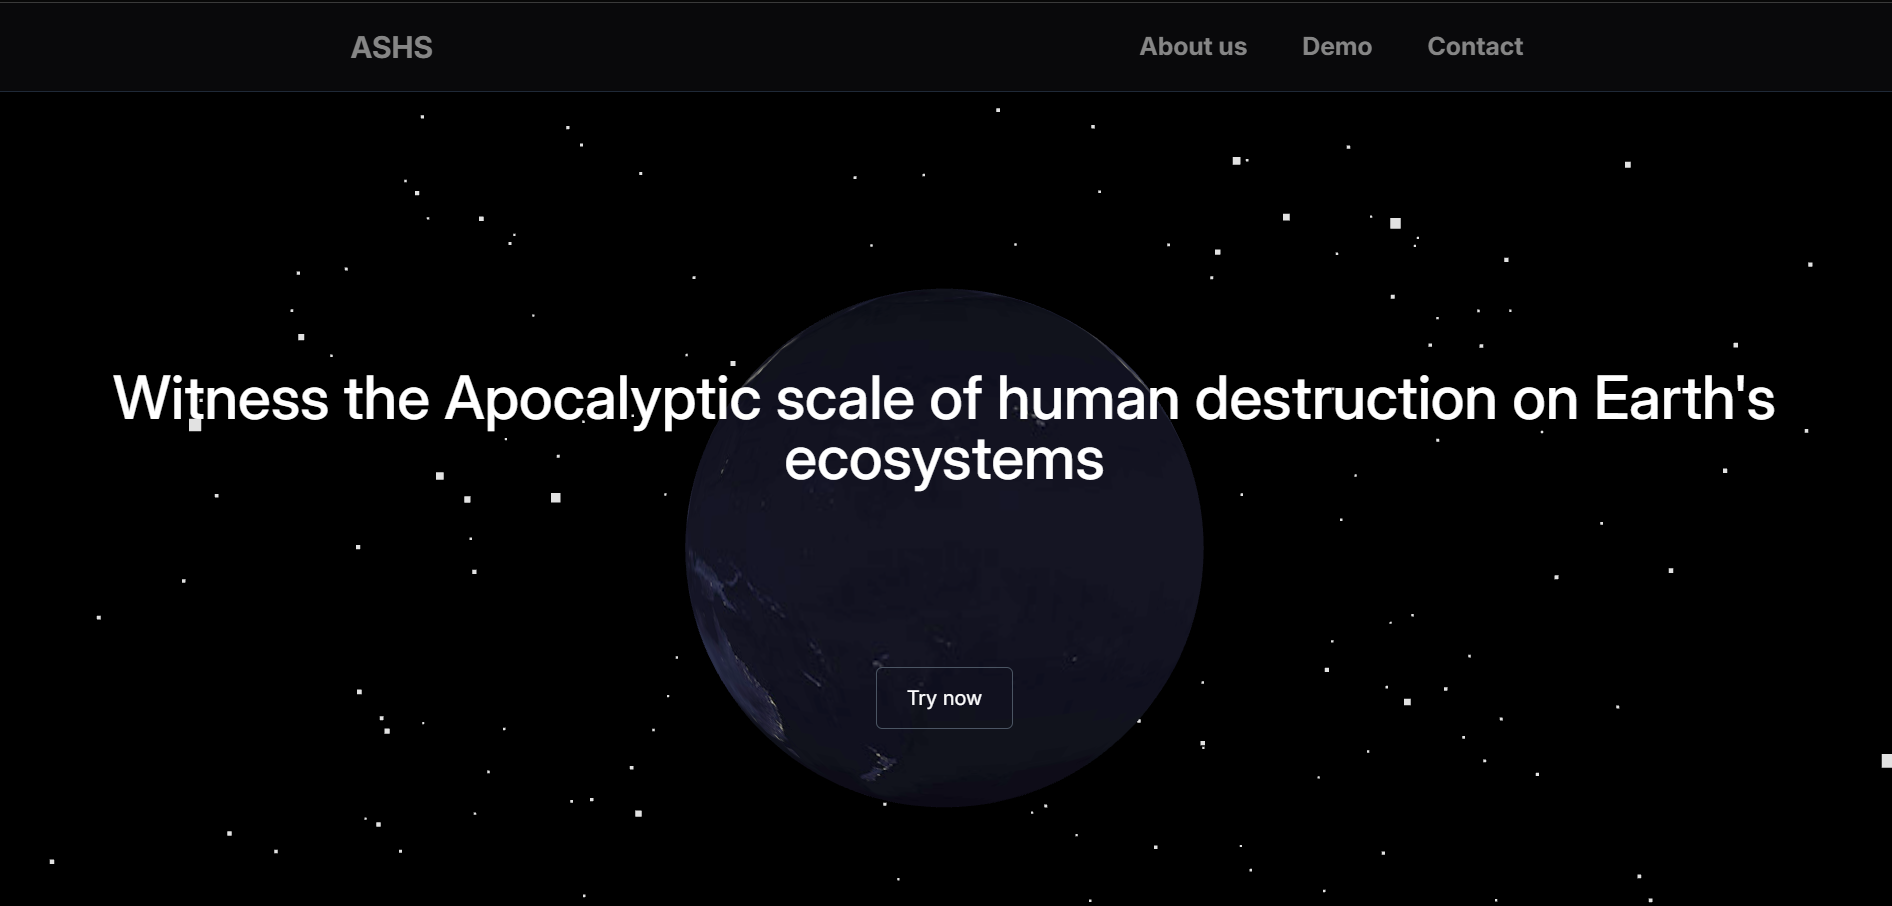 ASHS
About us
Demo
Contact
Witness the Apocalyptic scale of human destruction on Earth's
ecosystems
Try now